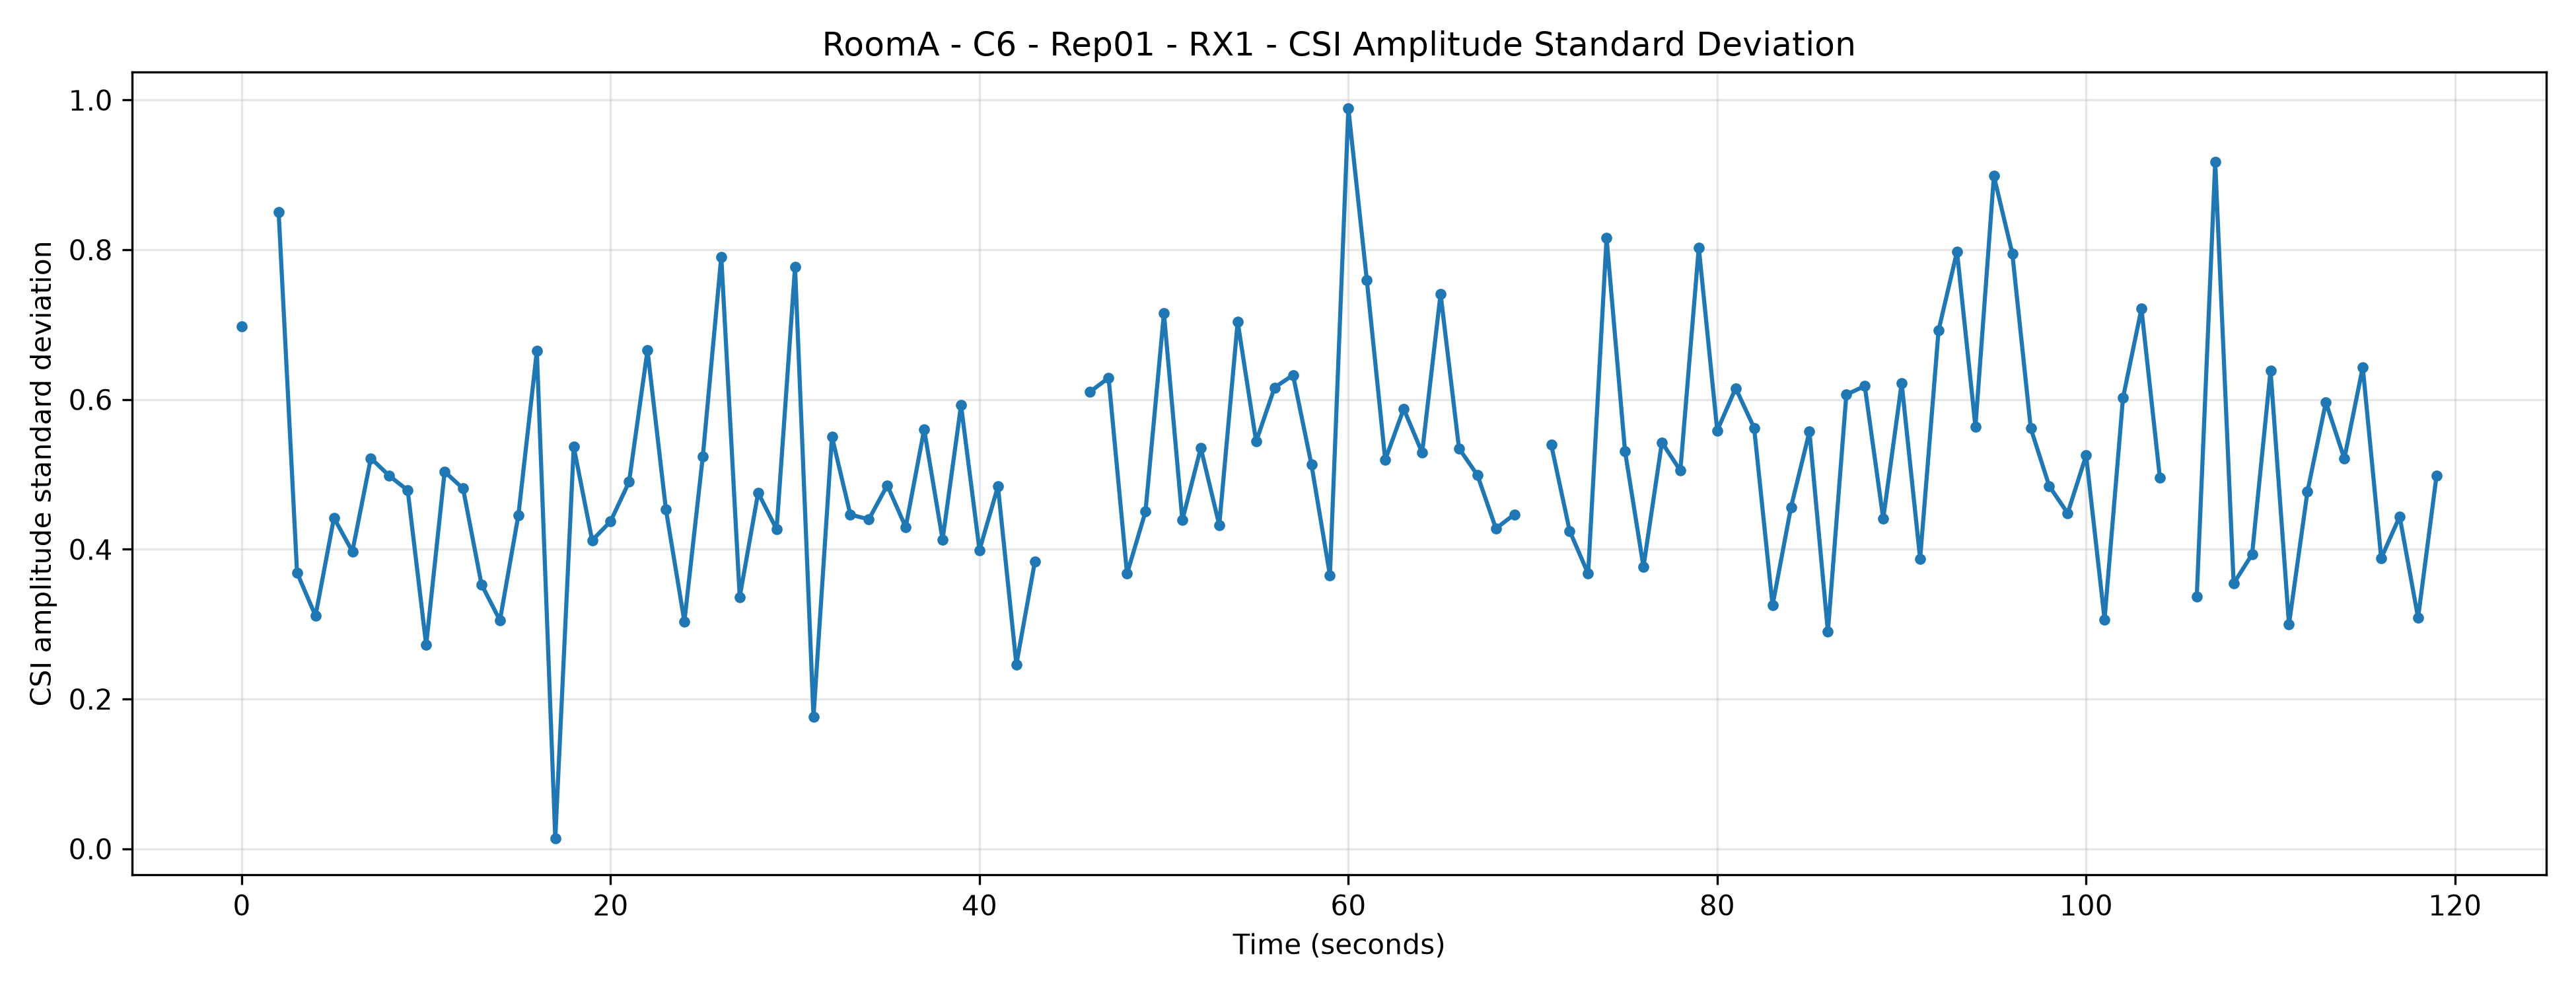 RoomA - C6 - Rep01 - RX1 - CSI Amplitude Standard Deviation
CSI amplitude standard deviation
1.0
0.8
0.6
0.4
0.2
0.0
0 20 40 60 80 100 120
Time (seconds)